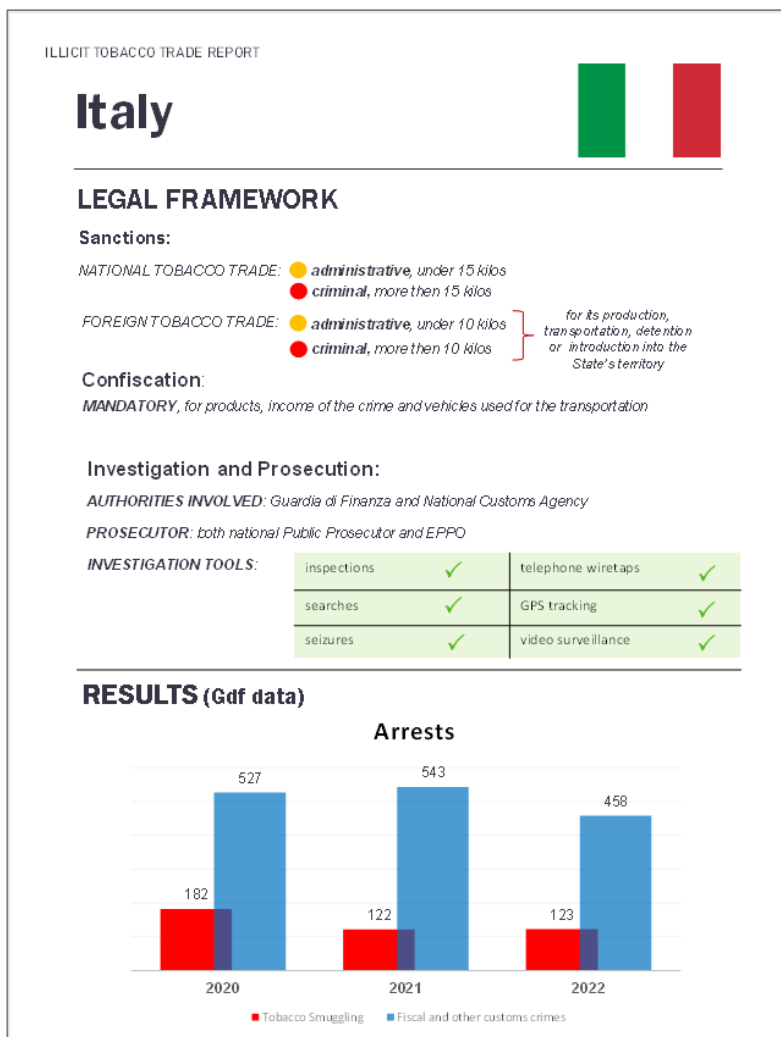 ILLICIT TOBACCO TRADE REPORT
Italy
LEGAL FRAMEWORK
Sanctions:
NATIONAL TOBACCO TRADE: administrative, under 15 kilos
criminal, more then 15 kilos
FOREIGN TOBACCO TRADE: administrative, under 10 kilos
criminal, more then 10 kilos
for its production,
transportation, detention
or introduction into the
State's territory
Confiscation:
MANDATORY, for products, income of the crime and vehicles used for the transportation
Investigation and Prosecution:
AUTHORITIES INVOLVED: Guardia di Finanza and National Customs Agency
PROSECUTOR: both national Public Prosecutor and EPPO
INVESTIGATION TOOLS:
inspections ✓ telephone wiretaps ✓
searches ✓ GPS tracking ✓
seizures ✓ video surveillance ✓
RESULTS (Gdf data)
Arrests
527
543
458
182
122
123
2020 2021 2022
Tobacco Smuggling Fiscal and other customs crimes